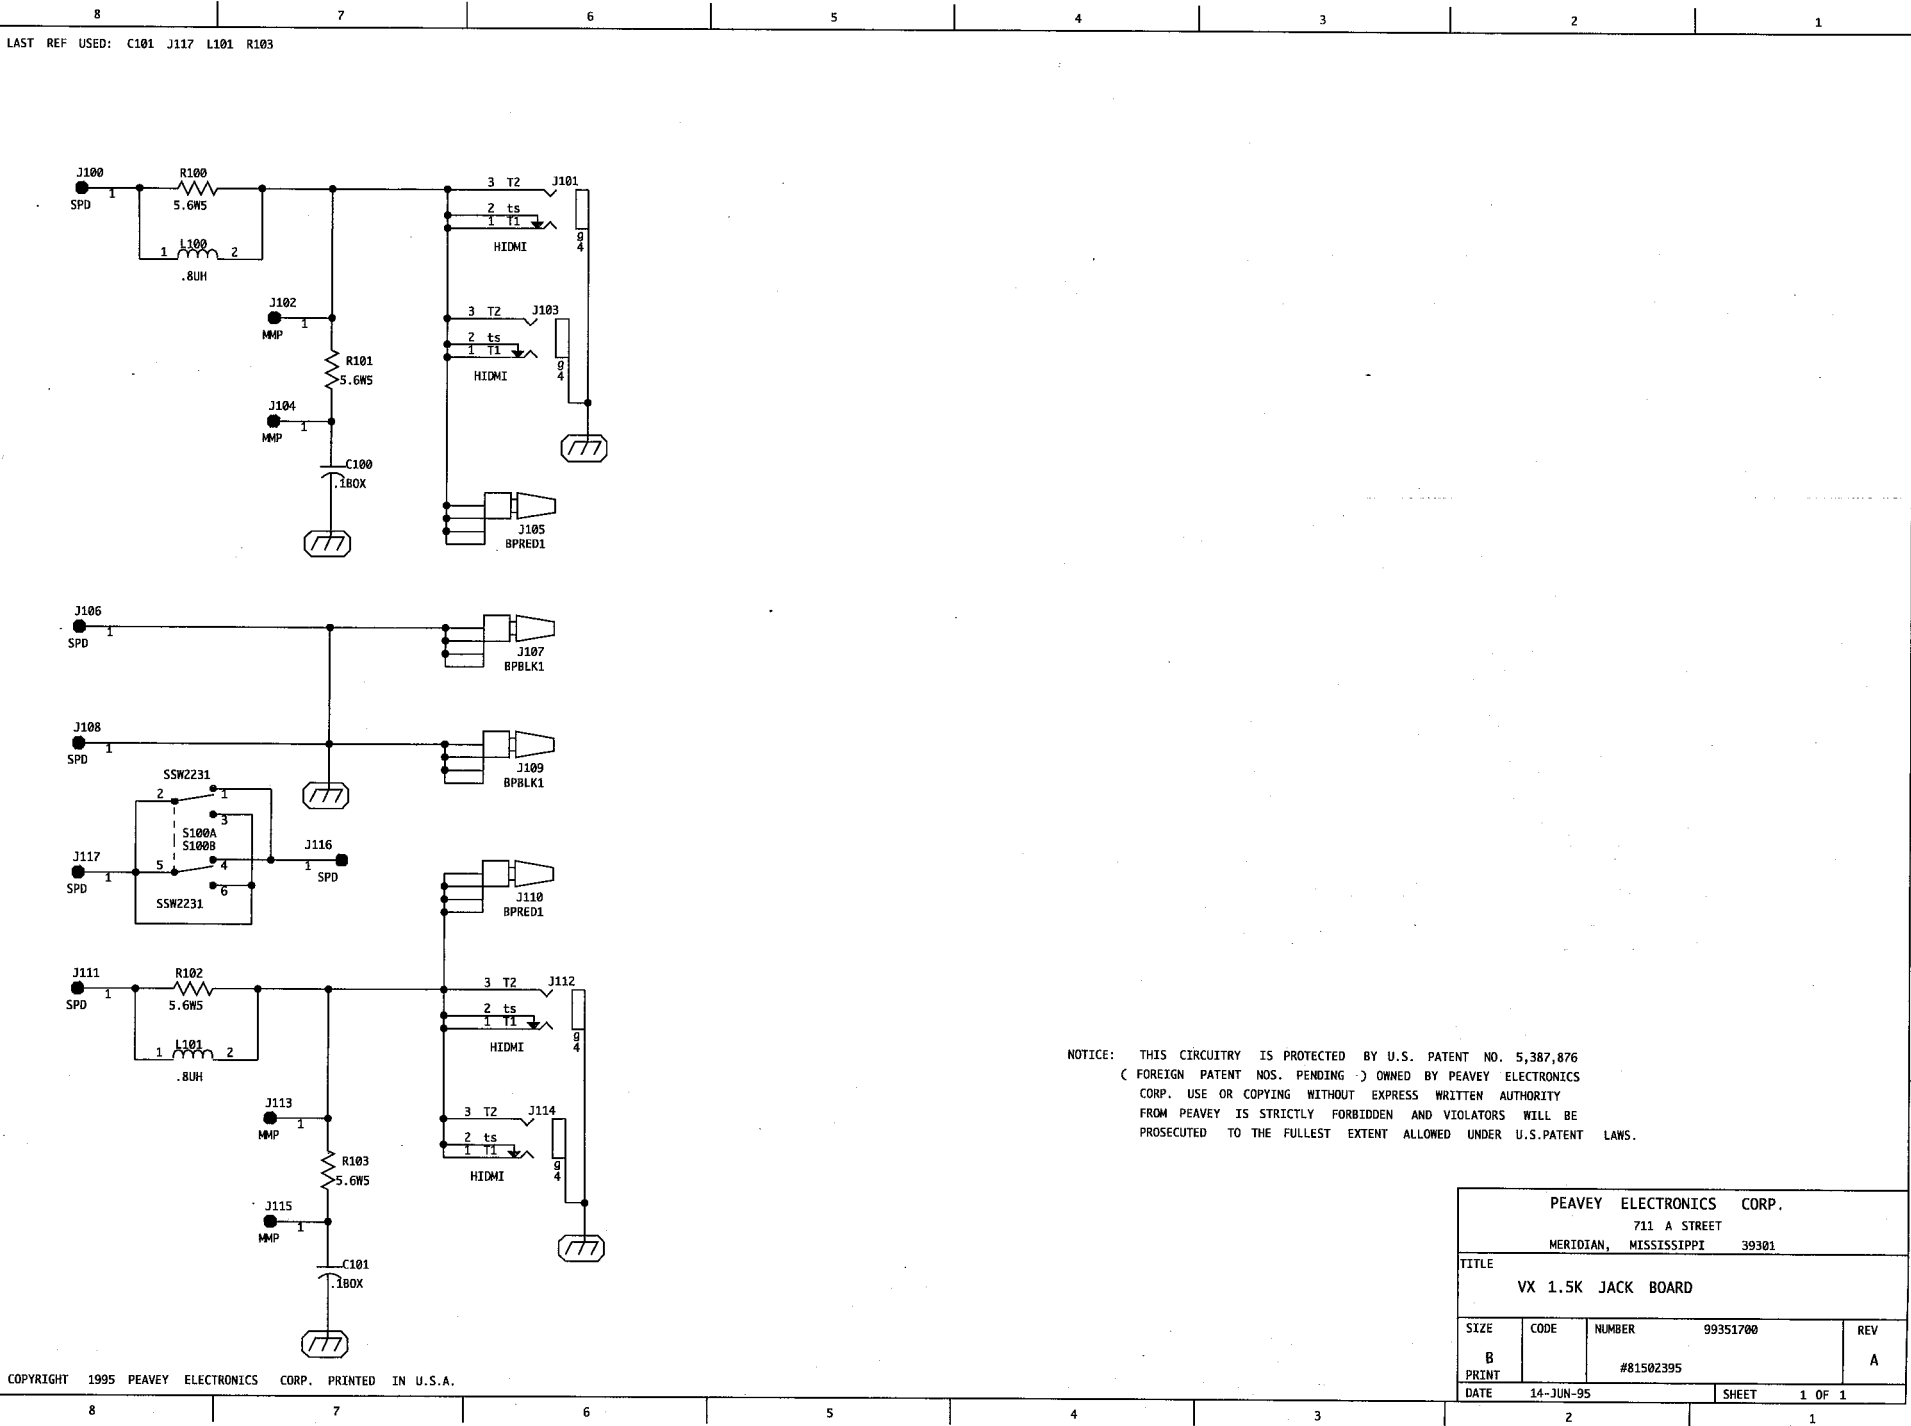 8 7 6 5 4 3 2 1
LAST REF USED: C101 J117 L101 R103
J100
1
SPD
R100
5.6W5
1 L100 2
.8UH
3 T2 J101
2 ts
1 T1
HIDMI
g
4
J102
1
MMP
3 T2 J103
2 ts
1 T1
HIDMI
g
4
R101
5.6W5
J104
1
MMP
C100
.1BOX
J105
BPRED1
J106
1
SPD
J107
BPBLK1
J108
1
SPD
J109
BPBLK1
SSW2231
2 1
3
S100A
S100B
J117
1
SPD
5 4
6
SSW2231
J116
1
SPD
J110
BPRED1
J111
1
SPD
R102
5.6W5
1 L101 2
.8UH
3 T2 J112
2 ts
1 T1
HIDMI
g
4
J113
1
MMP
3 T2 J114
2 ts
1 T1
HIDMI
g
4
R103
5.6W5
J115
1
MMP
C101
.1BOX
NOTICE: THIS CIRCUITRY IS PROTECTED BY U.S. PATENT NO. 5,387,876
( FOREIGN PATENT NOS. PENDING ) OWNED BY PEAVEY ELECTRONICS
CORP. USE OR COPYING WITHOUT EXPRESS WRITTEN AUTHORITY
FROM PEAVEY IS STRICTLY FORBIDDEN AND VIOLATORS WILL BE
PROSECUTED TO THE FULLEST EXTENT ALLOWED UNDER U.S.PATENT LAWS.
PEAVEY ELECTRONICS CORP.
711 A STREET
MERIDIAN, MISSISSIPPI 39301
TITLE
VX 1.5K JACK BOARD
SIZE CODE NUMBER 99351700 REV
B #81502395 A
PRINT
DATE 14-JUN-95 SHEET 1 OF 1
COPYRIGHT 1995 PEAVEY ELECTRONICS CORP. PRINTED IN U.S.A.
8 7 6 5 4 3 2 1